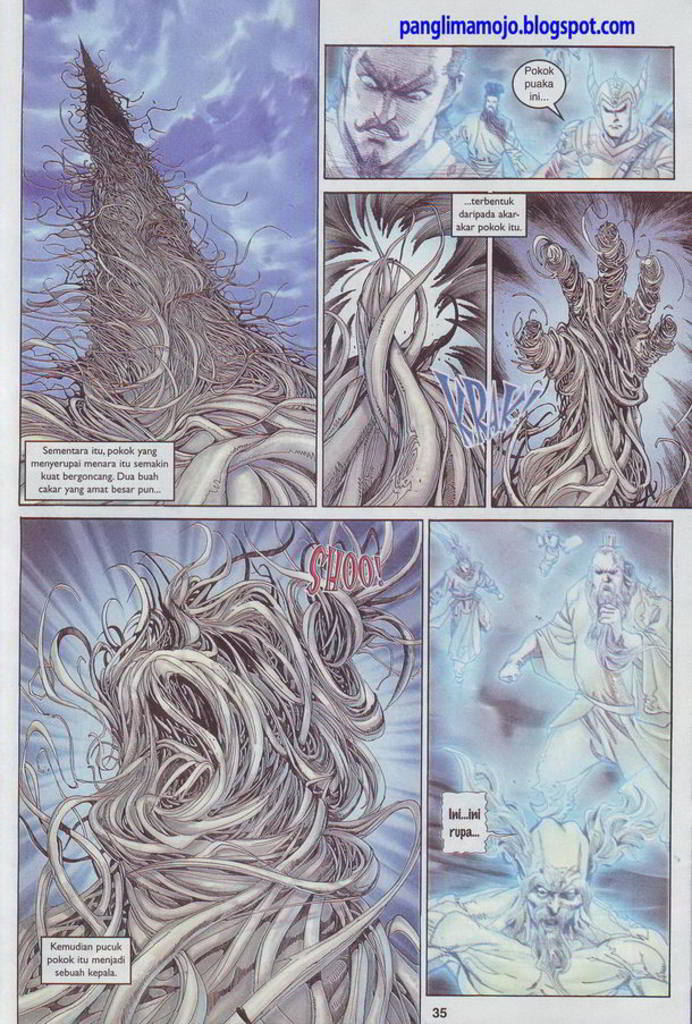 panglimamojo.blogspot.com
Pokok
puaka
ini...
...terbentuk
daripada akar-
akar pokok itu.
KRAK!
Sementara itu, pokok yang
menyerupai menara itu semakin
kuat bergoncang. Dua buah
cakar yang amat besar pun...
SHOO!
Kemudian pucuk
pokok itu menjadi
sebuah kepala.
Ini...ini
rupa...
35